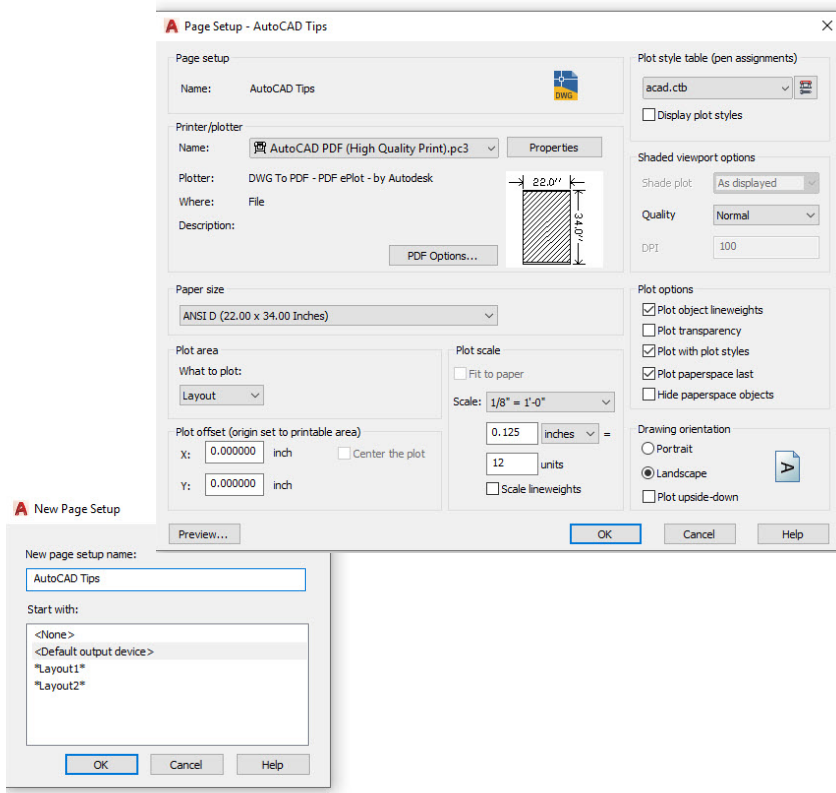 Page Setup - AutoCAD Tips
Page setup
Name: AutoCAD Tips
DWG
Printer/plotter
Name: AutoCAD PDF (High Quality Print).pc3 Properties
Plotter: DWG To PDF - PDF ePlot - by Autodesk
Where: File
Description:
PDF Options...
22.0''
34.0''
Paper size
ANSI D (22.00 x 34.00 Inches)
Plot area
What to plot:
Layout
Plot offset (origin set to printable area)
X: 0.000000 inch Center the plot
Y: 0.000000 inch
Plot scale
Fit to paper
Scale: 1/8" = 1'-0"
0.125 inches =
12 units
Scale lineweights
Plot style table (pen assignments)
acad.ctb
Display plot styles
Shaded viewport options
Shade plot As displayed
Quality Normal
DPI 100
Plot options
Plot object lineweights
Plot transparency
Plot with plot styles
Plot paperspace last
Hide paperspace objects
Drawing orientation
Portrait
Landscape
Plot upside-down
A
Preview... OK Cancel Help
New Page Setup
New page setup name:
AutoCAD Tips
Start with:
<None>
<Default output device>
*Layout1*
*Layout2*
OK Cancel Help